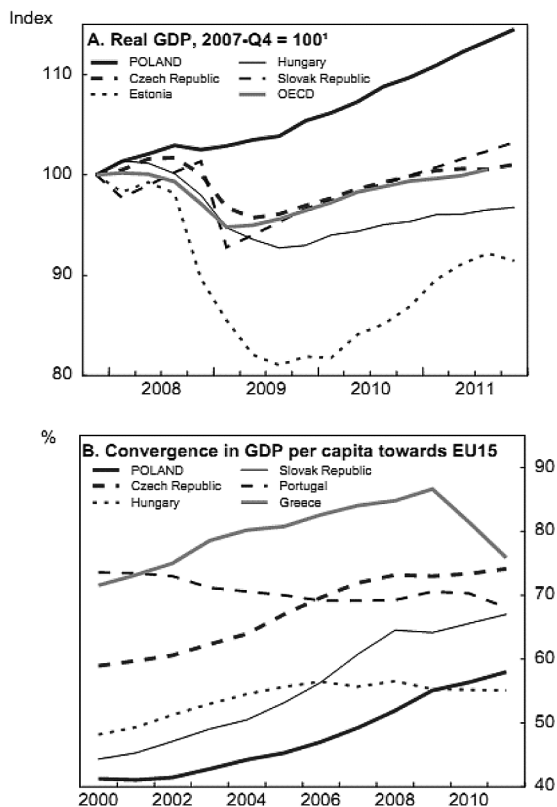 Index
A. Real GDP, 2007-Q4 = 100¹
POLAND Hungary
Czech Republic Slovak Republic
Estonia OECD
110
100
90
80
2008 2009 2010 2011
%
B. Convergence in GDP per capita towards EU15
POLAND Slovak Republic
Czech Republic Portugal
Hungary Greece
90
80
70
60
50
40
2000 2002 2004 2006 2008 2010